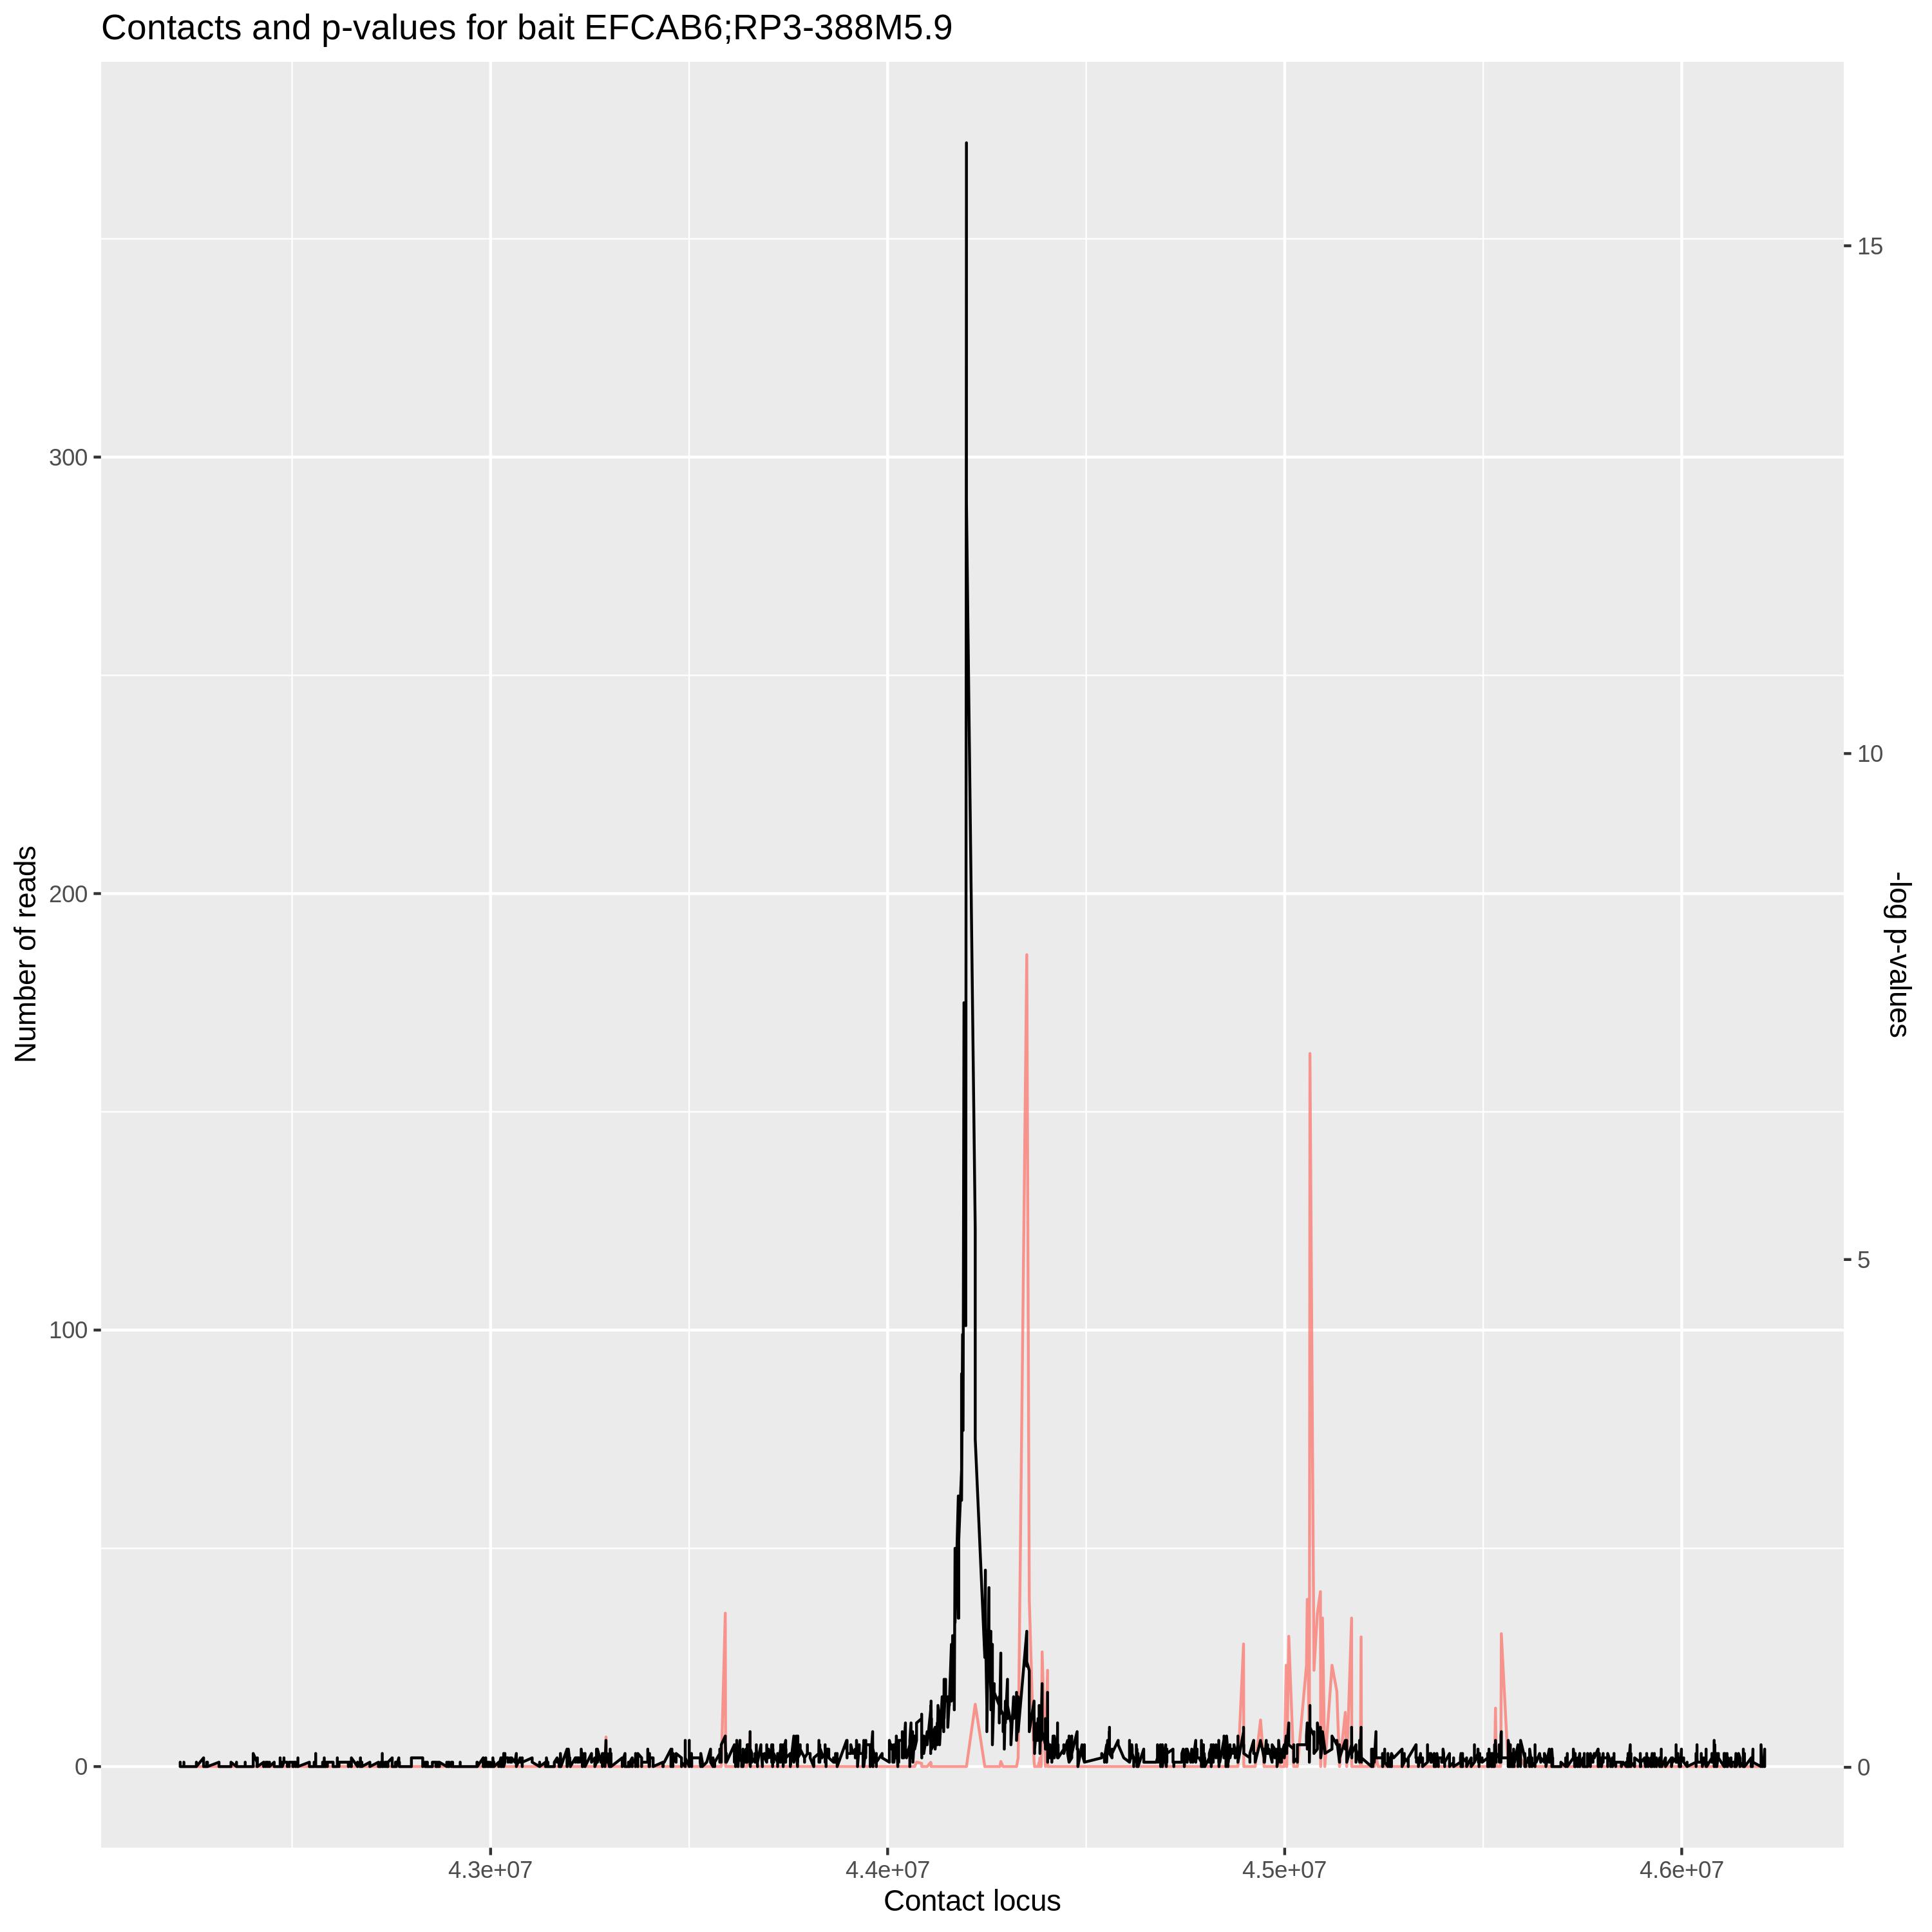 Contacts and p-values for bait EFCAB6;RP3-388M5.9
Number of reads
300
200
100
0
15
10
5
0
-log p-values
4.3e+07
4.4e+07
4.5e+07
4.6e+07
Contact locus